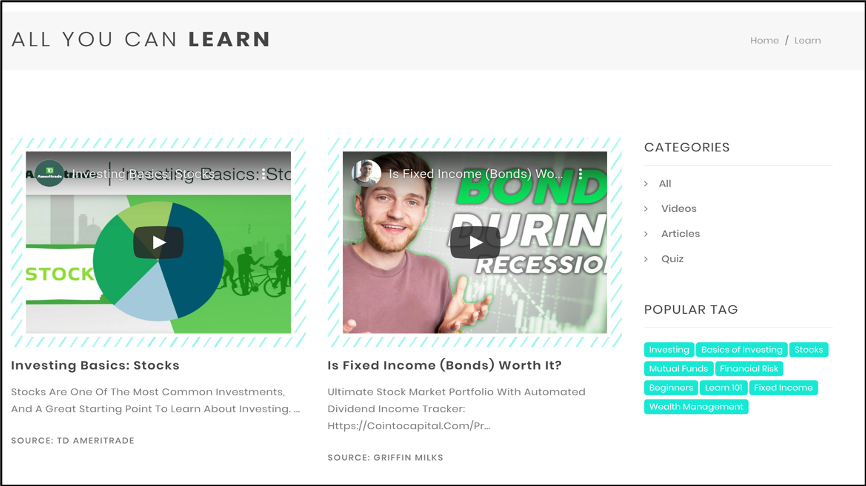 ALL YOU CAN LEARN
Home / Learn
Investing Basics: Stocks
Investing Basics: Sto
Ameritrade
STOCK
Is Fixed Income (Bonds) Wo...
BOND
DURIN
RECESSION
Investing Basics: Stocks
Stocks Are One Of The Most Common Investments,
And A Great Starting Point To Learn About Investing. ...
SOURCE: TD AMERITRADE
Is Fixed Income (Bonds) Worth It?
Ultimate Stock Market Portfolio With Automated
Dividend Income Tracker:
Https://Cointocapital.Com/Pr...
SOURCE: GRIFFIN MILKS
CATEGORIES
> All
> Videos
> Articles
> Quiz
POPULAR TAG
Investing Basics of Investing Stocks
Mutual Funds Financial Risk
Beginners Learn 101 Fixed Income
Wealth Management